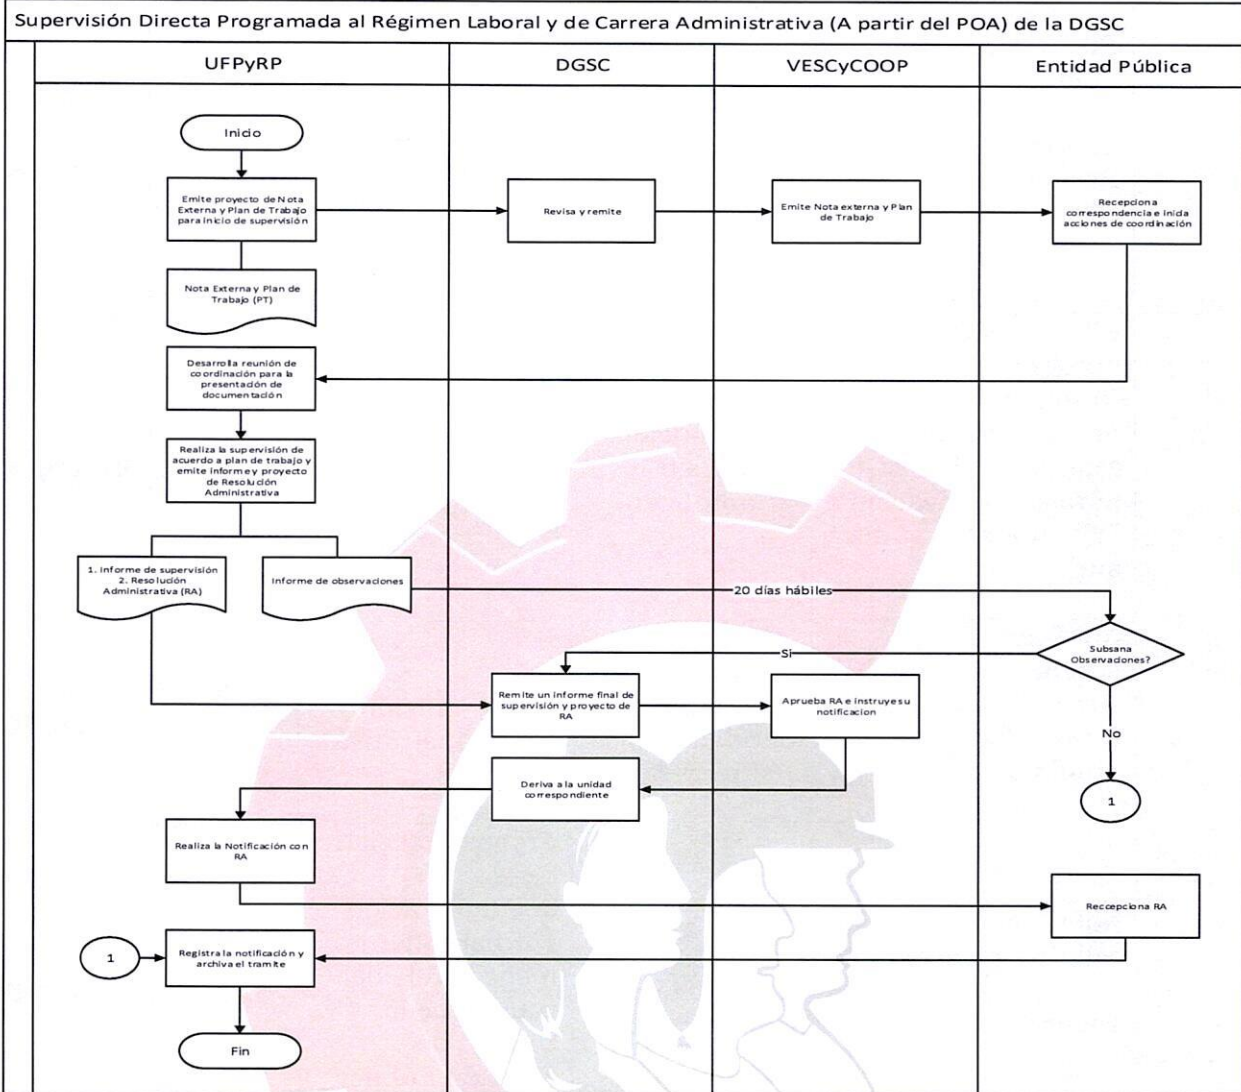 Supervisión Directa Programada al Régimen Laboral y de Carrera Administrativa (A partir del POA) de la DGSC
UFPyRP
DGSC
VESCyCOOP
Entidad Pública
Inicio
Emite proyecto de Nota
Externa y Plan de Trabajo
para inicio de supervisión
Revisa y remite
Emite Nota externa y Plan
de Trabajo
Recepciona
correspondencia e inicia
acciones de coordinación
Nota Externa y Plan de
Trabajo (PT)
Desarrolla reunión de
coordinación para la
presentación de
documentación
Realiza la supervisión de
acuerdo a plan de trabajo y
emite informe y proyecto
de Resolución
Administrativa
1. Informe de supervisión
2. Resolución
Administrativa (RA)
Informe de observaciones
20 días hábiles
Subsana
Observaciones?
Si
Remite un informe final de
supervisión y proyecto de
RA
Aprueba RA e instruye su
notificacion
No
Deriva a la unidad
correspondiente
1
Realiza la Notificación con
RA
Reccepciona RA
1
Registra la notificación y
archiva el tramite
Fin